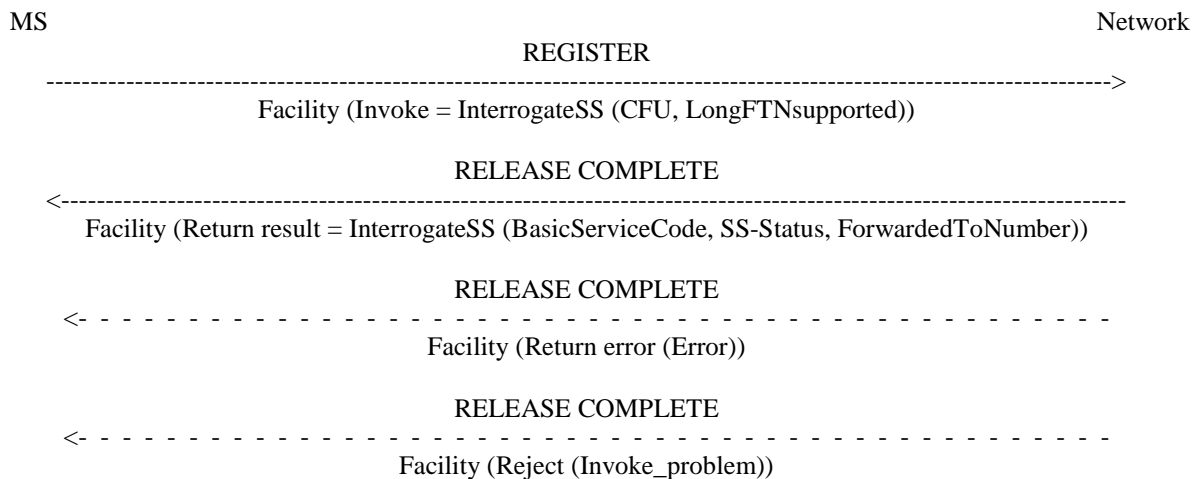 MS Network
REGISTER
Facility (Invoke = InterrogateSS (CFU, LongFTNsupported))
RELEASE COMPLETE
Facility (Return result = InterrogateSS (BasicServiceCode, SS-Status, ForwardedToNumber))
RELEASE COMPLETE
Facility (Return error (Error))
RELEASE COMPLETE
Facility (Reject (Invoke_problem))